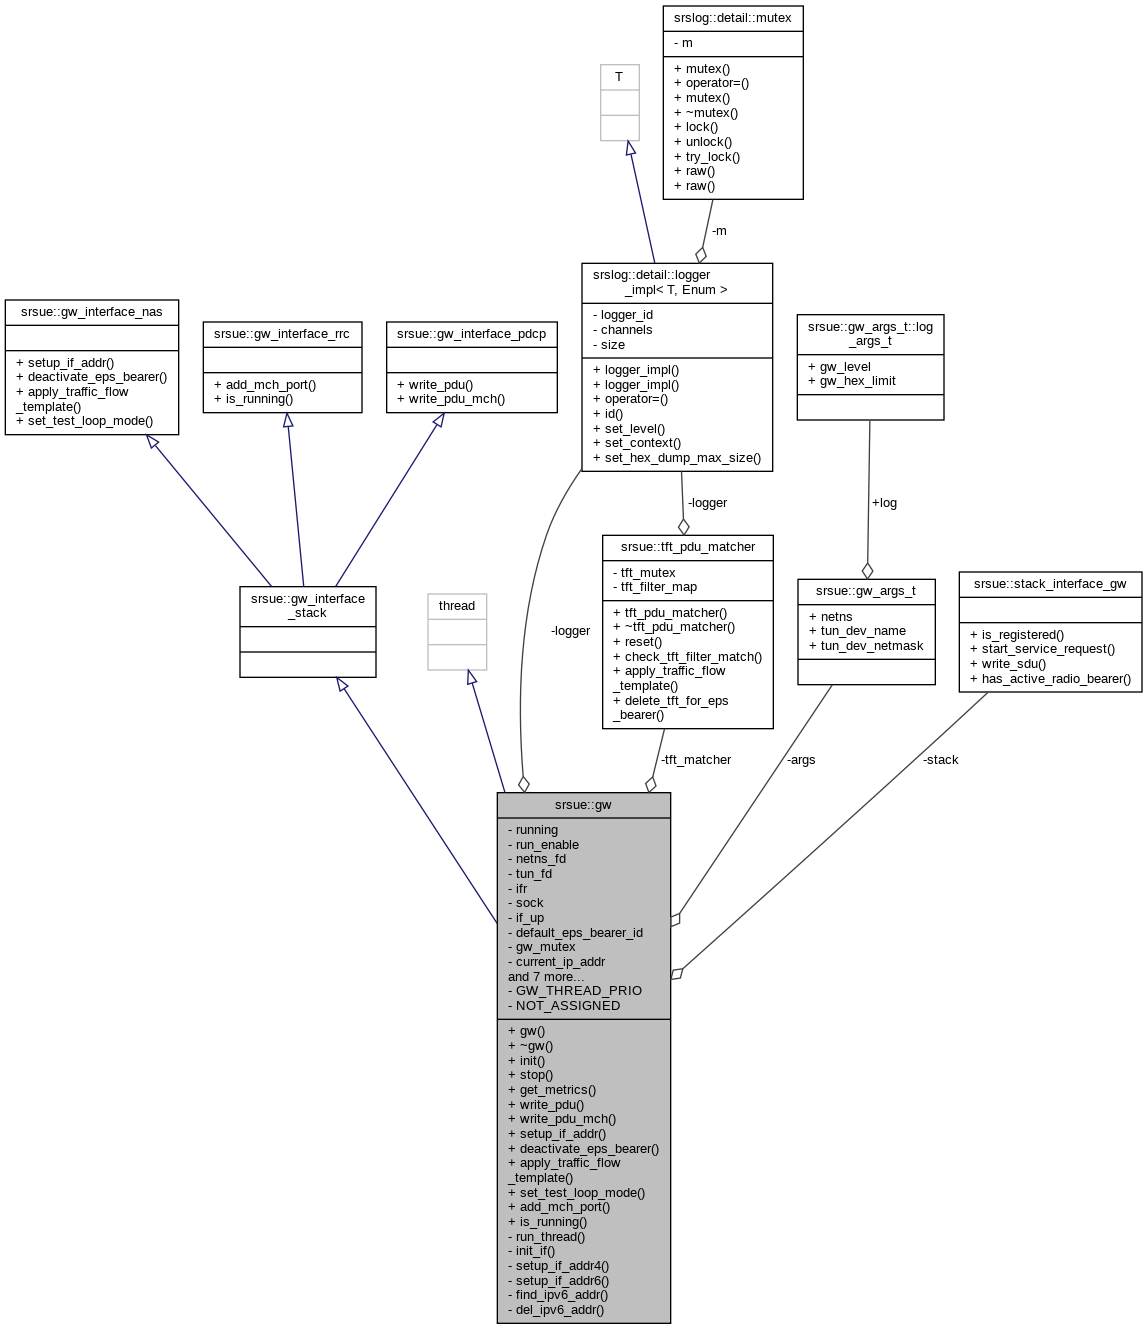 srslog::detail::mutex
- m
+ mutex()
+ operator=()
+ mutex()
+ ~mutex()
+ lock()
+ unlock()
+ try_lock()
+ raw()
+ raw()
T
-m
srslog::detail::logger
_impl< T, Enum >
- logger_id
- channels
- size
+ logger_impl()
+ logger_impl()
+ operator=()
+ id()
+ set_level()
+ set_context()
+ set_hex_dump_max_size()
srsue::gw_interface_nas
+ setup_if_addr()
+ deactivate_eps_bearer()
+ apply_traffic_flow
_template()
+ set_test_loop_mode()
srsue::gw_interface_rrc
+ add_mch_port()
+ is_running()
srsue::gw_interface_pdcp
+ write_pdu()
+ write_pdu_mch()
srsue::gw_args_t::log
_args_t
+ gw_level
+ gw_hex_limit
-logger
+log
srsue::tft_pdu_matcher
- tft_mutex
- tft_filter_map
+ tft_pdu_matcher()
+ ~tft_pdu_matcher()
+ reset()
+ check_tft_filter_match()
+ apply_traffic_flow
_template()
+ delete_tft_for_eps
_bearer()
srsue::gw_interface
_stack
thread
-logger
srsue::gw_args_t
+ netns
+ tun_dev_name
+ tun_dev_netmask
srsue::stack_interface_gw
+ is_registered()
+ start_service_request()
+ write_sdu()
+ has_active_radio_bearer()
-tft_matcher
-args
-stack
srsue::gw
- running
- run_enable
- netns_fd
- tun_fd
- ifr
- sock
- if_up
- default_eps_bearer_id
- gw_mutex
- current_ip_addr
and 7 more...
- GW_THREAD_PRIO
- NOT_ASSIGNED
+ gw()
+ ~gw()
+ init()
+ stop()
+ get_metrics()
+ write_pdu()
+ write_pdu_mch()
+ setup_if_addr()
+ deactivate_eps_bearer()
+ apply_traffic_flow
_template()
+ set_test_loop_mode()
+ add_mch_port()
+ is_running()
- run_thread()
- init_if()
- setup_if_addr4()
- setup_if_addr6()
- find_ipv6_addr()
- del_ipv6_addr()